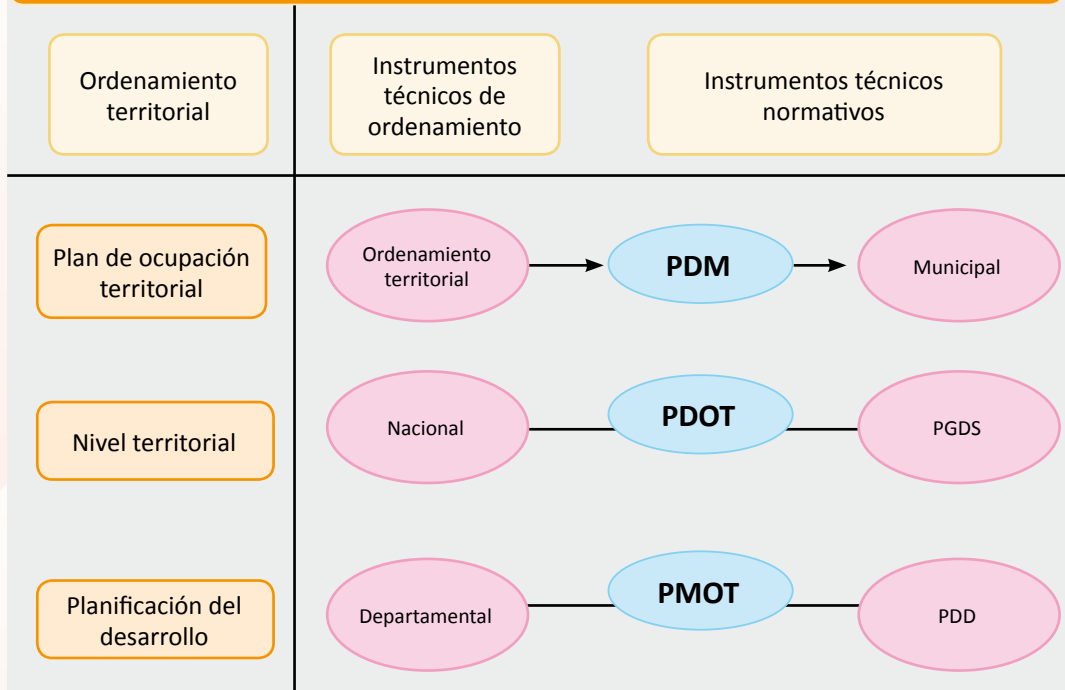 Ordenamiento
territorial
Instrumentos
técnicos de
ordenamiento
Instrumentos técnicos
normativos
Plan de ocupación
territorial
Ordenamiento
territorial
PDM
Municipal
Nivel territorial
Nacional
PDOT
PGDS
Planificación del
desarrollo
Departamental
PMOT
PDD